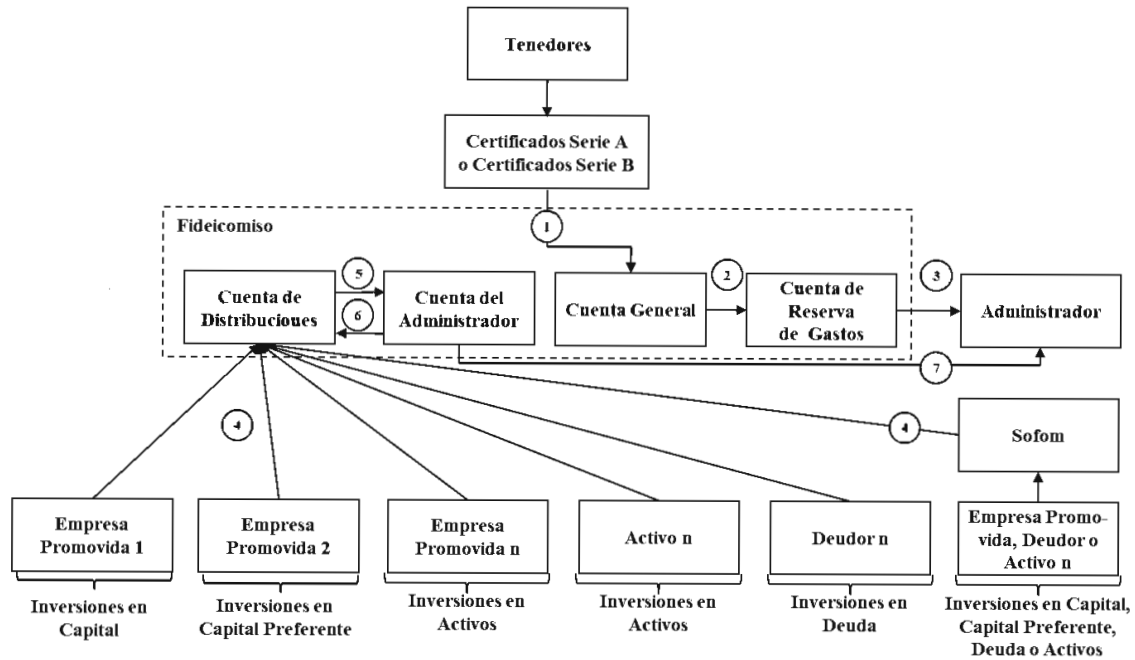 Tenedores
Certificados Serie A
o Certificados Serie B
Fideicomiso
1
5
2
3
Cuenta de
Distribuciones
6
Cuenta del
Administrador
Cuenta General
Cuenta de
Reserva
de Gastos
Administrador
7
4
4
Sofom
Empresa
Promovida 1
Empresa
Promovida 2
Empresa
Promovida n
Activo n
Deudor n
Empresa Promo-
vida, Deudor o
Activo n
Inversiones en
Capital
Inversiones en
Capital Preferente
Inversiones en
Activos
Inversiones en
Activos
Inversiones en
Deuda
Inversiones en Capital,
Capital Preferente,
Deuda o Activos